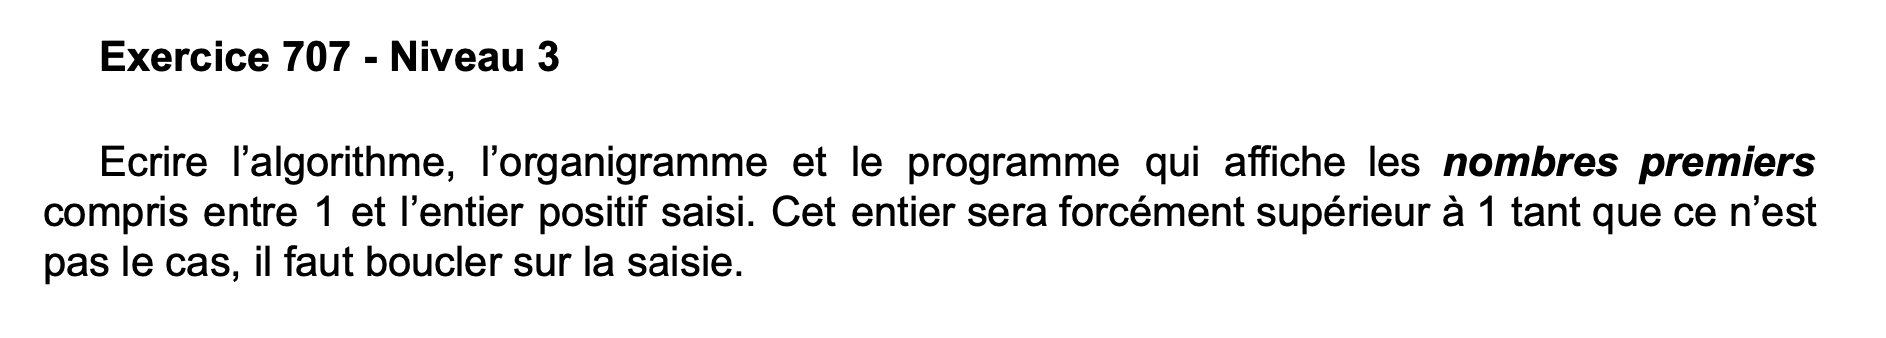 Exercice 707 - Niveau 3
Ecrire l’algorithme, l’organigramme et le programme qui affiche les nombres premiers
compris entre 1 et l’entier positif saisi. Cet entier sera forcément supérieur à 1 tant que ce n’est
pas le cas, il faut boucler sur la saisie.